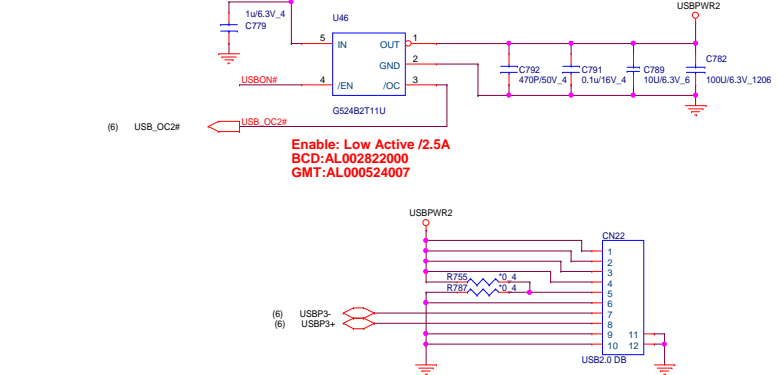 USBPWR2
1u/6.3V_4
C779
U46
5 IN OUT 1
GND 2
USBON# 4 /EN /OC 3
C792
470P/50V_4
C791
0.1u/16V_4
C789
10U/6.3V_6
C782
100U/6.3V_1206
G524B2T11U
(6) USB_OC2# USB_OC2#
Enable: Low Active /2.5A
BCD:AL002822000
GMT:AL000524007
USBPWR2
CN22
1
2
3
R755 *0_4 4
R787 *0_4 5
6
(6) USBP3- 7
(6) USBP3+ 8
9 11
10 12
USB2.0 DB